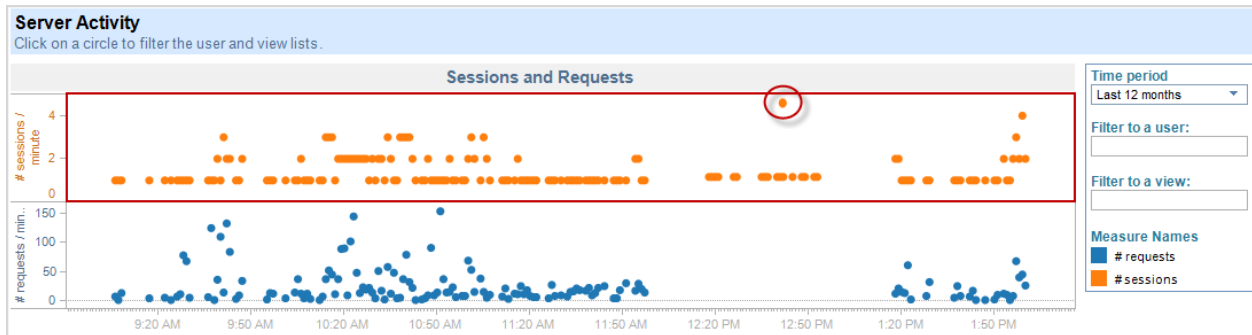 Server Activity
Click on a circle to filter the user and view lists.
Sessions and Requests
# sessions /
minute
4
2
0
# requests / min..
150
100
50
0
9:20 AM
9:50 AM
10:20 AM
10:50 AM
11:20 AM
11:50 AM
12:20 PM
12:50 PM
1:20 PM
1:50 PM
Time period
Last 12 months
Filter to a user:
Filter to a view:
Measure Names
# requests
# sessions